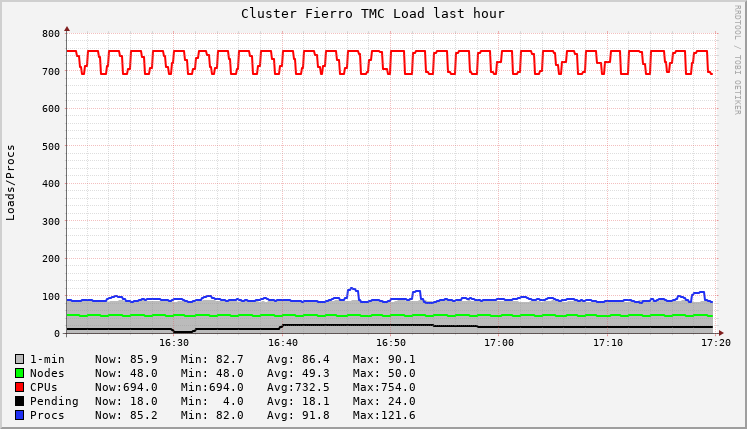 Cluster Fierro TMC Load last hour
RRDTOOL / TOBI OETIKER
Loads/Procs
800
700
600
500
400
300
200
100
0
16:30 16:40 16:50 17:00 17:10 17:20
1-min Now: 85.9 Min: 82.7 Avg: 86.4 Max: 90.1
Nodes Now: 48.0 Min: 48.0 Avg: 49.3 Max: 50.0
CPUs Now:694.0 Min:694.0 Avg:732.5 Max:754.0
Pending Now: 18.0 Min: 4.0 Avg: 18.1 Max: 24.0
Procs Now: 85.2 Min: 82.0 Avg: 91.8 Max:121.6